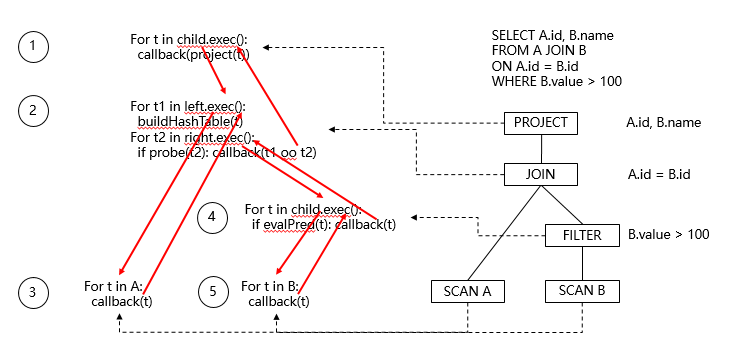 1
For t in child.exec():
callback(project(t))
SELECT A.id, B.name
FROM A JOIN B
ON A.id = B.id
WHERE B.value > 100
2
For t1 in left.exec():
buildHashTable(t)
For t2 in right.exec():
if probe(t2): callback(t1 oo t2)
PROJECT
A.id, B.name
JOIN
A.id = B.id
4
For t in child.exec():
if evalPred(t): callback(t)
FILTER
B.value > 100
3
For t in A:
callback(t)
5
For t in B:
callback(t)
SCAN A
SCAN B